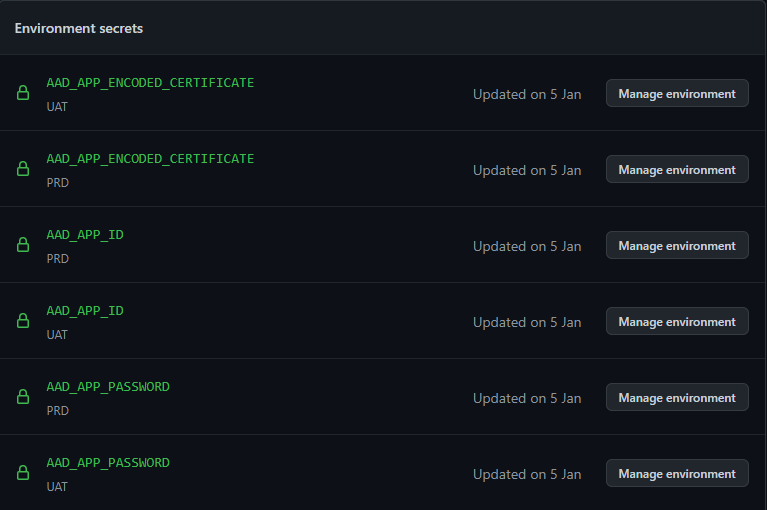 Environment secrets
AAD_APP_ENCODED_CERTIFICATE
UAT
Updated on 5 Jan
Manage environment
AAD_APP_ENCODED_CERTIFICATE
PRD
Updated on 5 Jan
Manage environment
AAD_APP_ID
PRD
Updated on 5 Jan
Manage environment
AAD_APP_ID
UAT
Updated on 5 Jan
Manage environment
AAD_APP_PASSWORD
PRD
Updated on 5 Jan
Manage environment
AAD_APP_PASSWORD
UAT
Updated on 5 Jan
Manage environment